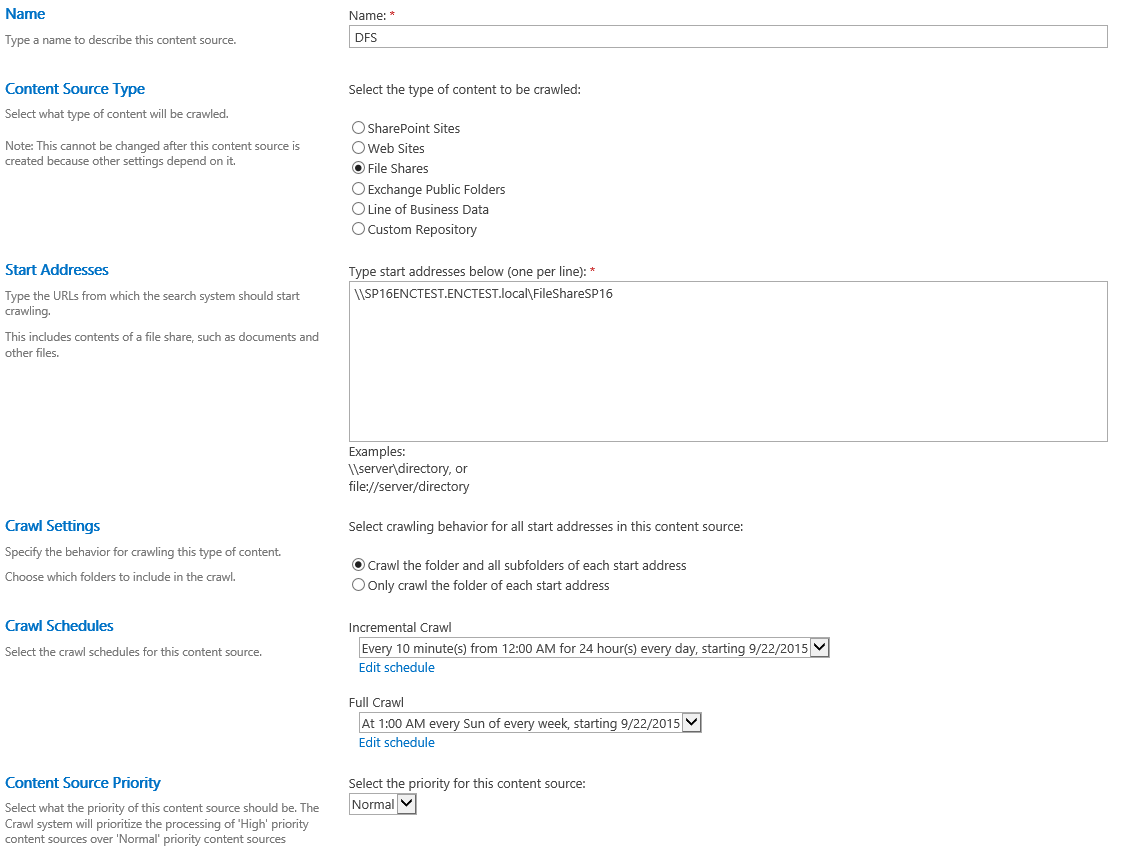 Name
Type a name to describe this content source.
Name: *
DFS
Content Source Type
Select what type of content will be crawled.
Note: This cannot be changed after this content source is
created because other settings depend on it.
Select the type of content to be crawled:
SharePoint Sites
Web Sites
File Shares
Exchange Public Folders
Line of Business Data
Custom Repository
Start Addresses
Type the URLs from which the search system should start
crawling.
This includes contents of a file share, such as documents and
other files.
Type start addresses below (one per line): *
\\SP16ENCTEST.ENCTEST.local\FileShareSP16
Examples:
\\server\directory, or
file://server/directory
Crawl Settings
Specify the behavior for crawling this type of content.
Choose which folders to include in the crawl.
Select crawling behavior for all start addresses in this content source:
Crawl the folder and all subfolders of each start address
Only crawl the folder of each start address
Crawl Schedules
Select the crawl schedules for this content source.
Incremental Crawl
Every 10 minute(s) from 12:00 AM for 24 hour(s) every day, starting 9/22/2015
Edit schedule
Full Crawl
At 1:00 AM every Sun of every week, starting 9/22/2015
Edit schedule
Content Source Priority
Select what the priority of this content source should be. The
Crawl system will prioritize the processing of 'High' priority
content sources over 'Normal' priority content sources
Select the priority for this content source:
Normal